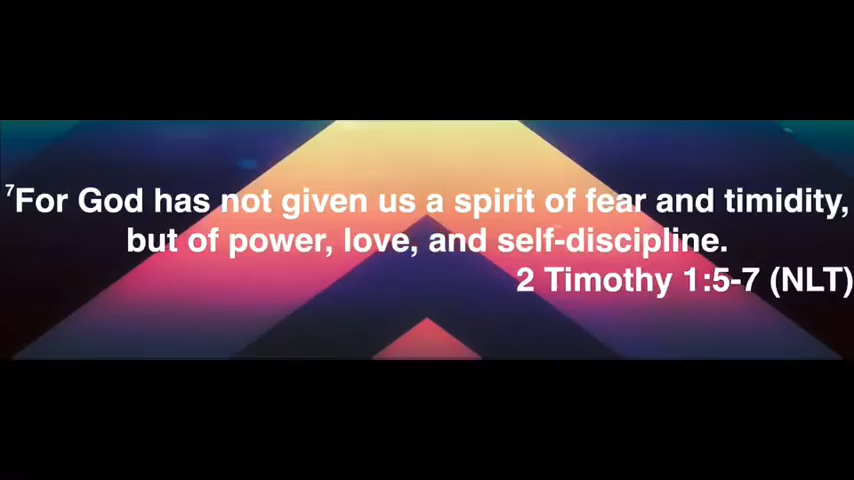 ⁷For God has not given us a spirit of fear and timidity,
but of power, love, and self-discipline.
2 Timothy 1:5-7 (NLT)